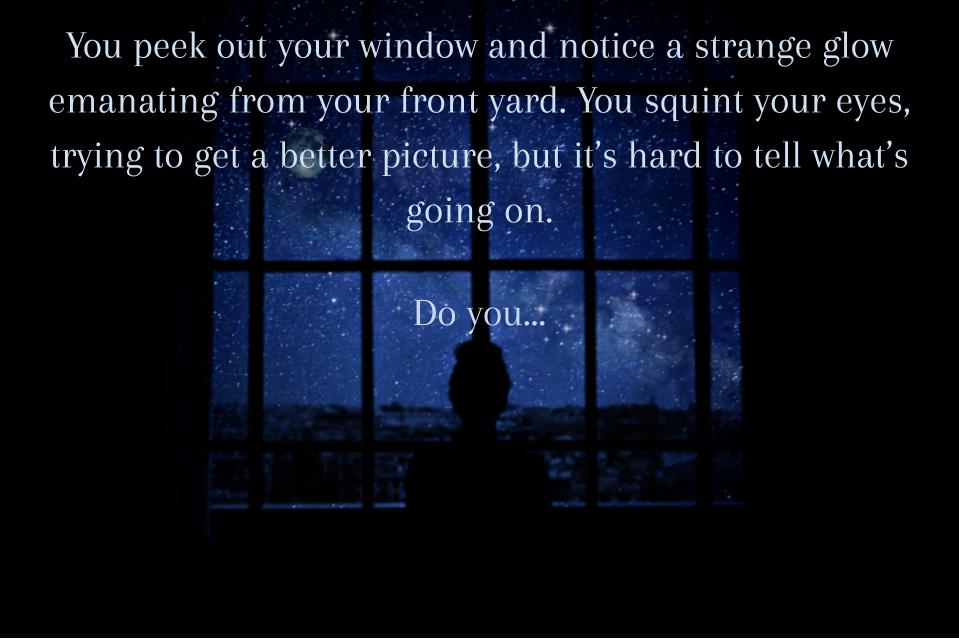 You peek out your window and notice a strange glow
emanating from your front yard. You squint your eyes,
trying to get a better picture, but it’s hard to tell what’s
going on.
Do you...